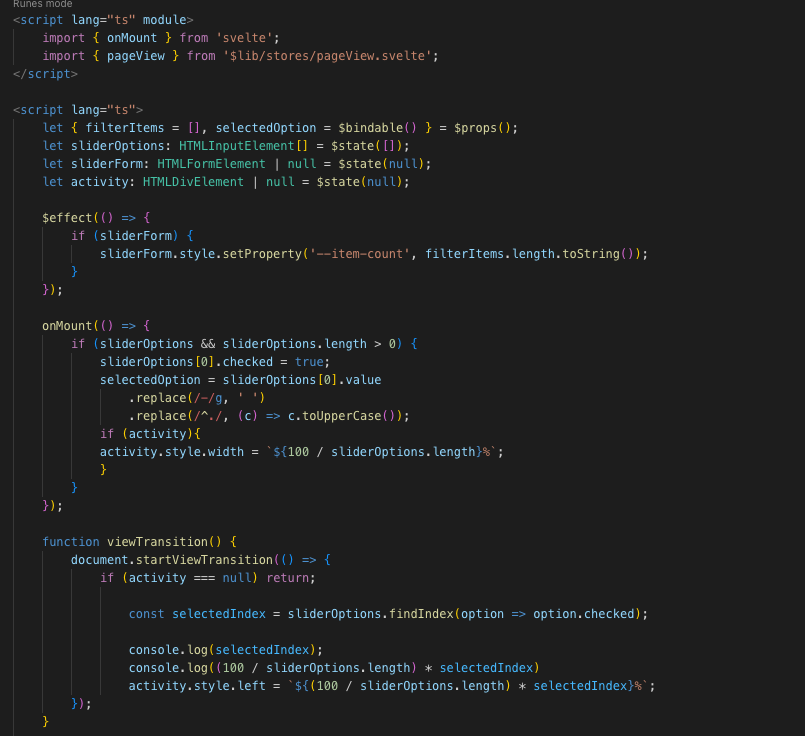 Runes mode
<script lang="ts" module>
import { onMount } from 'svelte';
import { pageView } from '$lib/stores/pageView.svelte';
</script>
<script lang="ts">
let { filterItems = [], selectedOption = $bindable() } = $props();
let sliderOptions: HTMLInputElement[] = $state([]);
let sliderForm: HTMLFormElement | null = $state(null);
let activity: HTMLDivElement | null = $state(null);
$effect(() => {
if (sliderForm) {
sliderForm.style.setProperty('--item-count', filterItems.length.toString());
}
});
onMount(() => {
if (sliderOptions && sliderOptions.length > 0) {
sliderOptions[0].checked = true;
selectedOption = sliderOptions[0].value
.replace(/-/g, ' ')
.replace(/^./, (c) => c.toUpperCase());
if (activity){
activity.style.width = `${100 / sliderOptions.length}%`;
}
}
});
function viewTransition() {
document.startViewTransition(() => {
if (activity === null) return;
const selectedIndex = sliderOptions.findIndex(option => option.checked);
console.log(selectedIndex);
console.log((100 / sliderOptions.length) * selectedIndex)
activity.style.left = `${(100 / sliderOptions.length) * selectedIndex}%`;
});
}